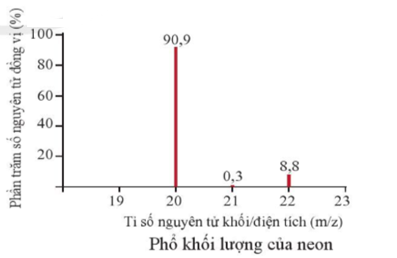 Phần trăm số nguyên tử đồng vị (%)
100
80
60
40
20
90,9
0,3
8,8
19 20 21 22 23
Tỉ số nguyên tử khối/điện tích (m/z)
Phổ khối lượng của neon